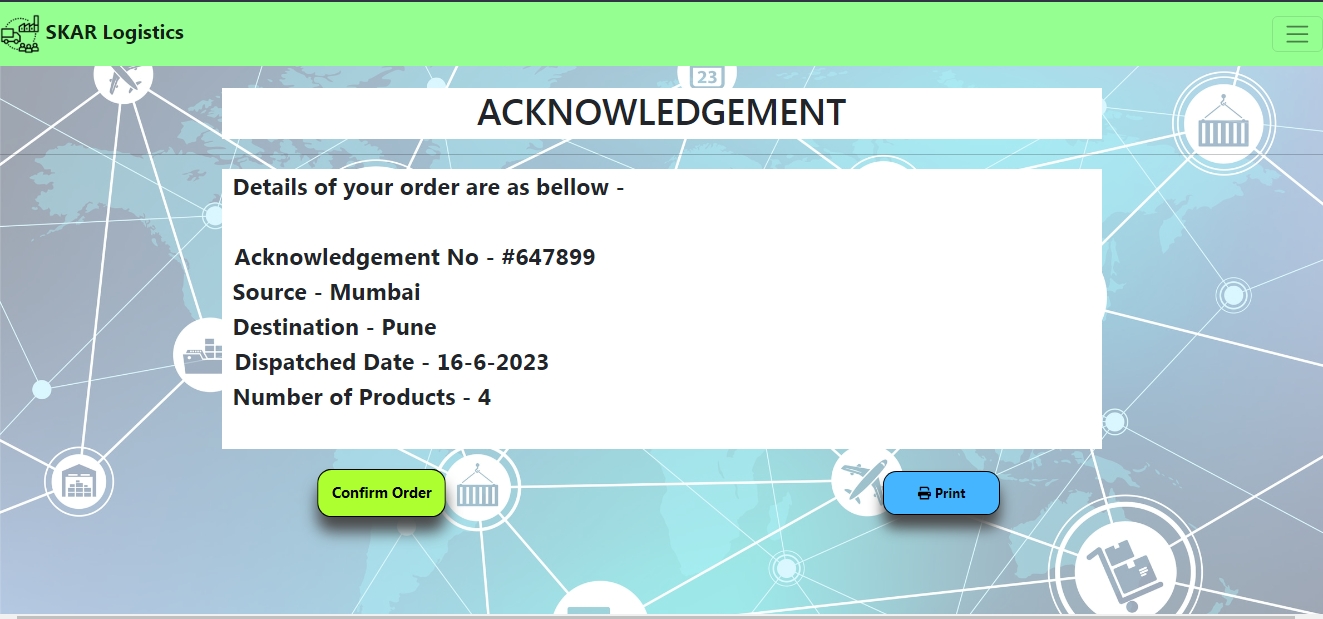 SKAR Logistics
23
ACKNOWLEDGEMENT
Details of your order are as bellow -
Acknowledgement No - #647899
Source - Mumbai
Destination - Pune
Dispatched Date - 16-6-2023
Number of Products - 4
Confirm Order
Print